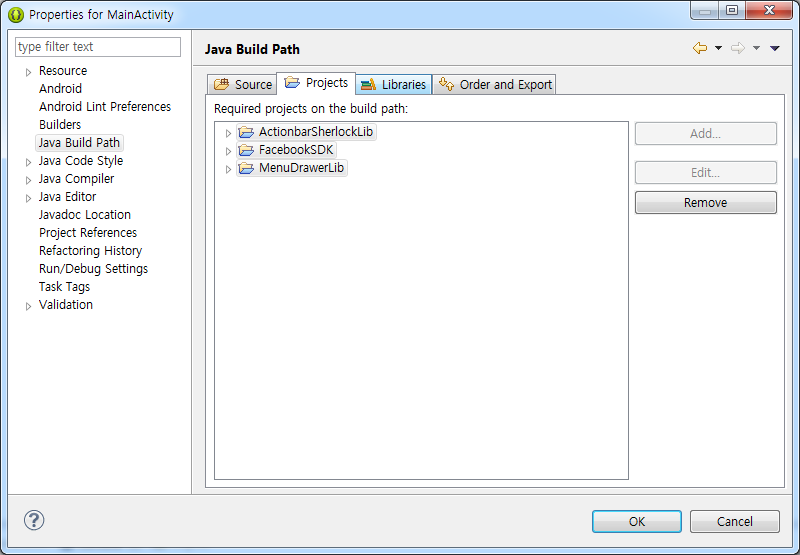 Properties for MainActivity
type filter text
Resource
Android
Android Lint Preferences
Builders
Java Build Path
Java Code Style
Java Compiler
Java Editor
Javadoc Location
Project References
Refactoring History
Run/Debug Settings
Task Tags
Validation
Java Build Path
Source Projects Libraries Order and Export
Required projects on the build path:
ActionbarSherlockLib
FacebookSDK
MenuDrawerLib
Add...
Edit...
Remove
OK Cancel